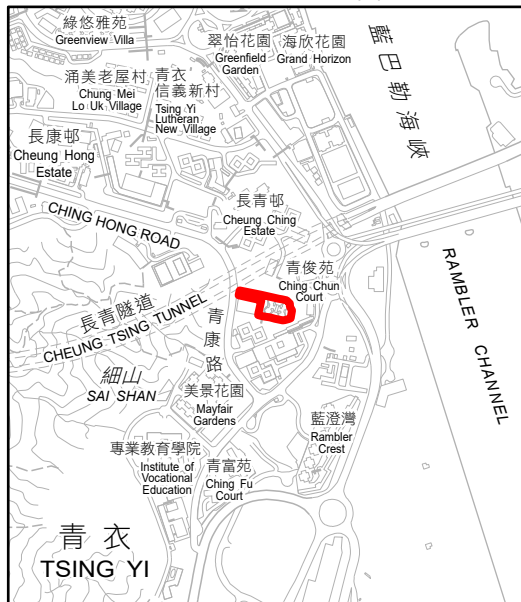 綠悠雅苑
Greenview Villa
翠怡花園
Greenfield
Garden
海欣花園
Grand Horizon
藍巴勒海峽
涌美老屋村
Chung Mei
Lo Uk Village
青衣
信義新村
Tsing Yi
Lutheran
New Village
長康邨
Cheung Hong
Estate
長青邨
Cheung Ching
Estate
CHING HONG ROAD
青俊苑
Ching Chun
Court
RAMBLER CHANNEL
長青隧道
CHEUNG TSING TUNNEL
青康路
細山
SAI SHAN
美景花園
Mayfair
Gardens
藍澄灣
Rambler
Crest
專業教育學院
Institute of
Vocational
Education
青富苑
Ching Fu
Court
青衣
TSING YI